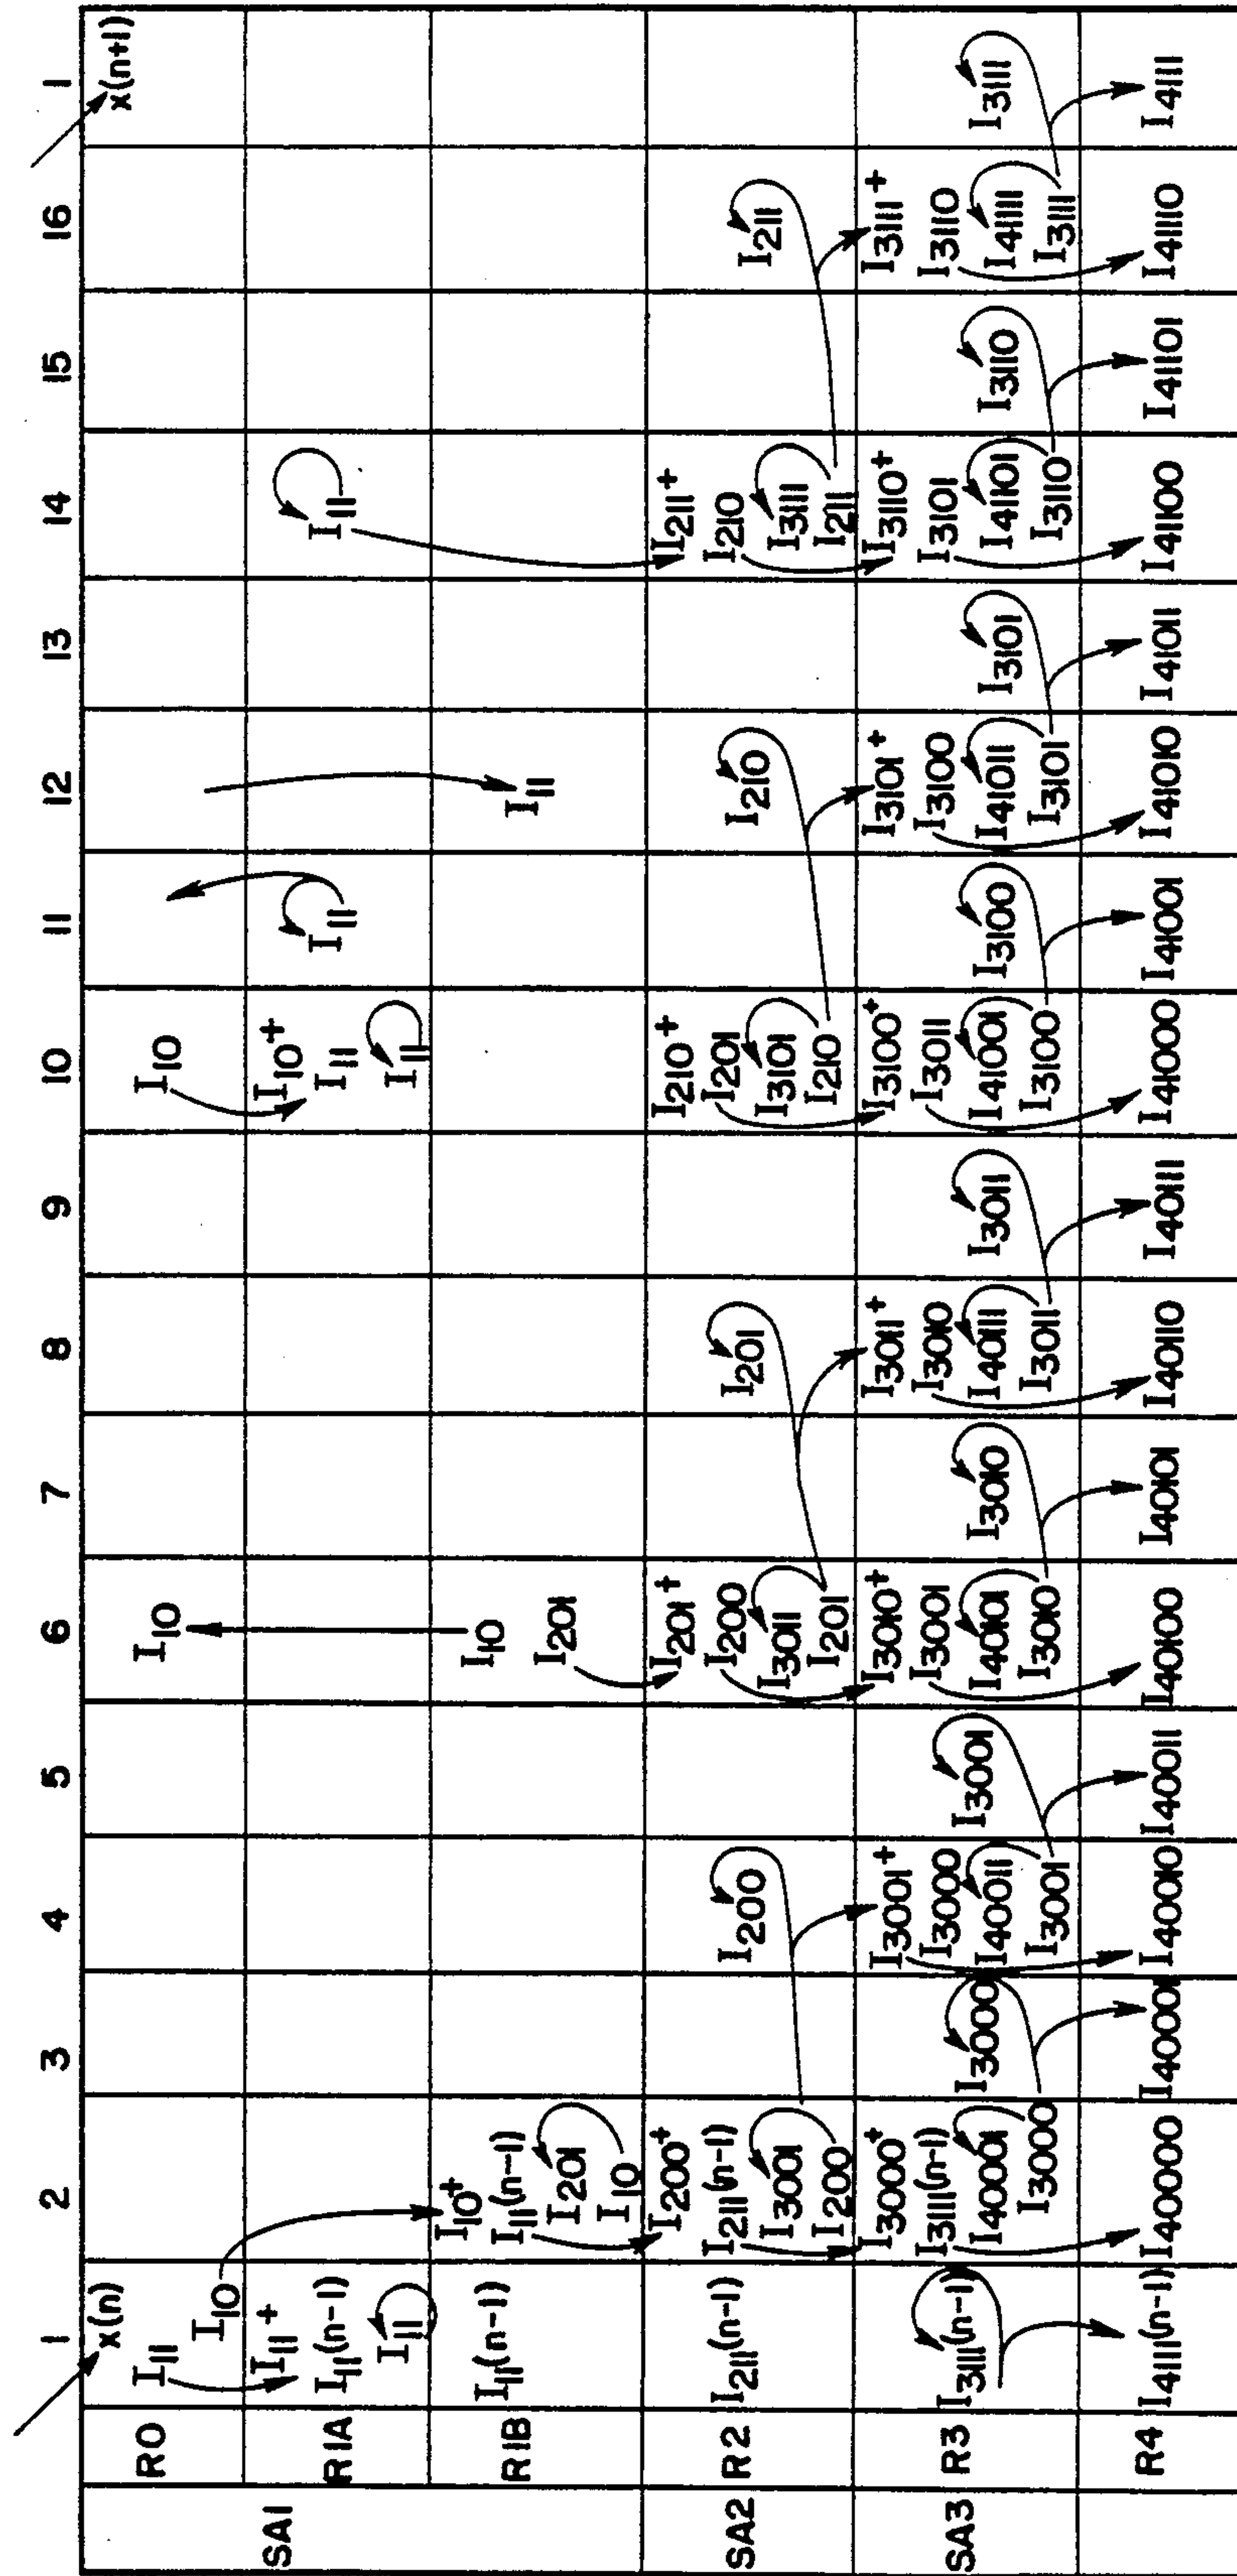 1 2 3 4 5 6 7 8 9 10 11 12 13 14 15 16 1
SA1
R0
x(n)
I11
I10
I10
I10
x(n+1)
R1A
I11+
I11(n-1)
I11
I10+
I11
I11
I11
I11
R1B
I11(n-1)
I10+
I11(n-1)
I201
I10
I10
I201
I11
SA2
R2
I211(n-1)
I200+
I211(n-1)
I3001
I200
I200
I201+
I200
I3011
I201
I201
I210+
I201
I3101
I210
I210
I211+
I210
I3111
I211
I211
SA3
R3
I3111(n-1)
I3000+
I3111(n-1)
I40001
I3000
I3000
I3001+
I3000
I40011
I3001
I3001
I3010+
I3001
I40101
I3010
I3010
I3011+
I3010
I40111
I3011
I3011
I3100+
I3011
I41001
I3100
I3100
I3101+
I3100
I41011
I3101
I3101
I3110+
I3101
I41101
I3110
I3110
I3111+
I3110
I41111
I3111
I3111
R4
I4111(n-1)
I40000
I40001
I40010
I40011
I40100
I40101
I40110
I40111
I41000
I41001
I41010
I41011
I41100
I41101
I41110
I4111